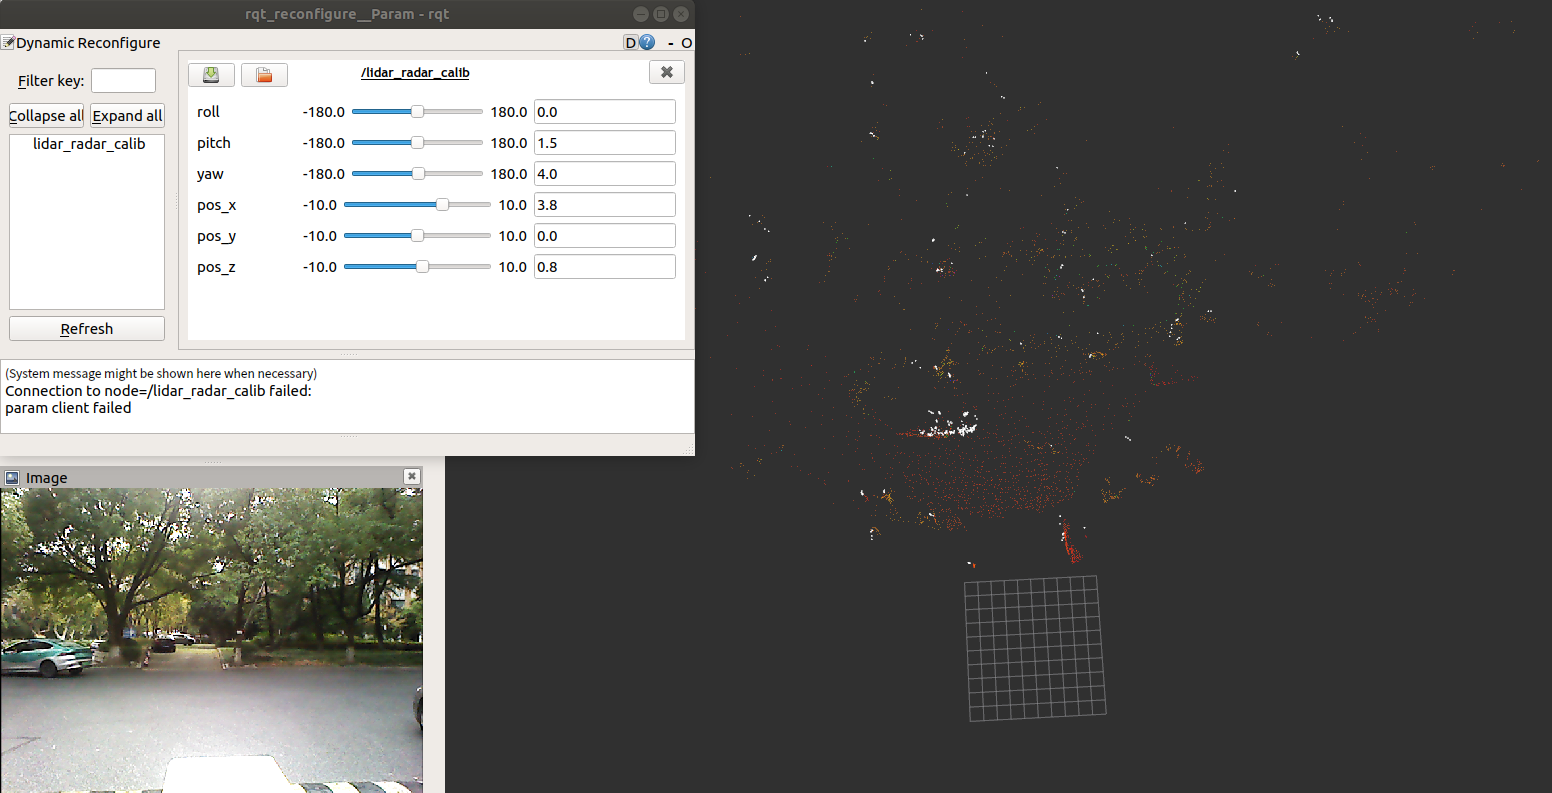 rqt_reconfigure__Param - rqt
Dynamic Reconfigure
D
- O
Filter key:
Collapse all
Expand all
lidar_radar_calib
Refresh
/lidar_radar_calib
roll -180.0 180.0 0.0
pitch -180.0 180.0 1.5
yaw -180.0 180.0 4.0
pos_x -10.0 10.0 3.8
pos_y -10.0 10.0 0.0
pos_z -10.0 10.0 0.8
(System message might be shown here when necessary)
Connection to node=/lidar_radar_calib failed:
param client failed
Image